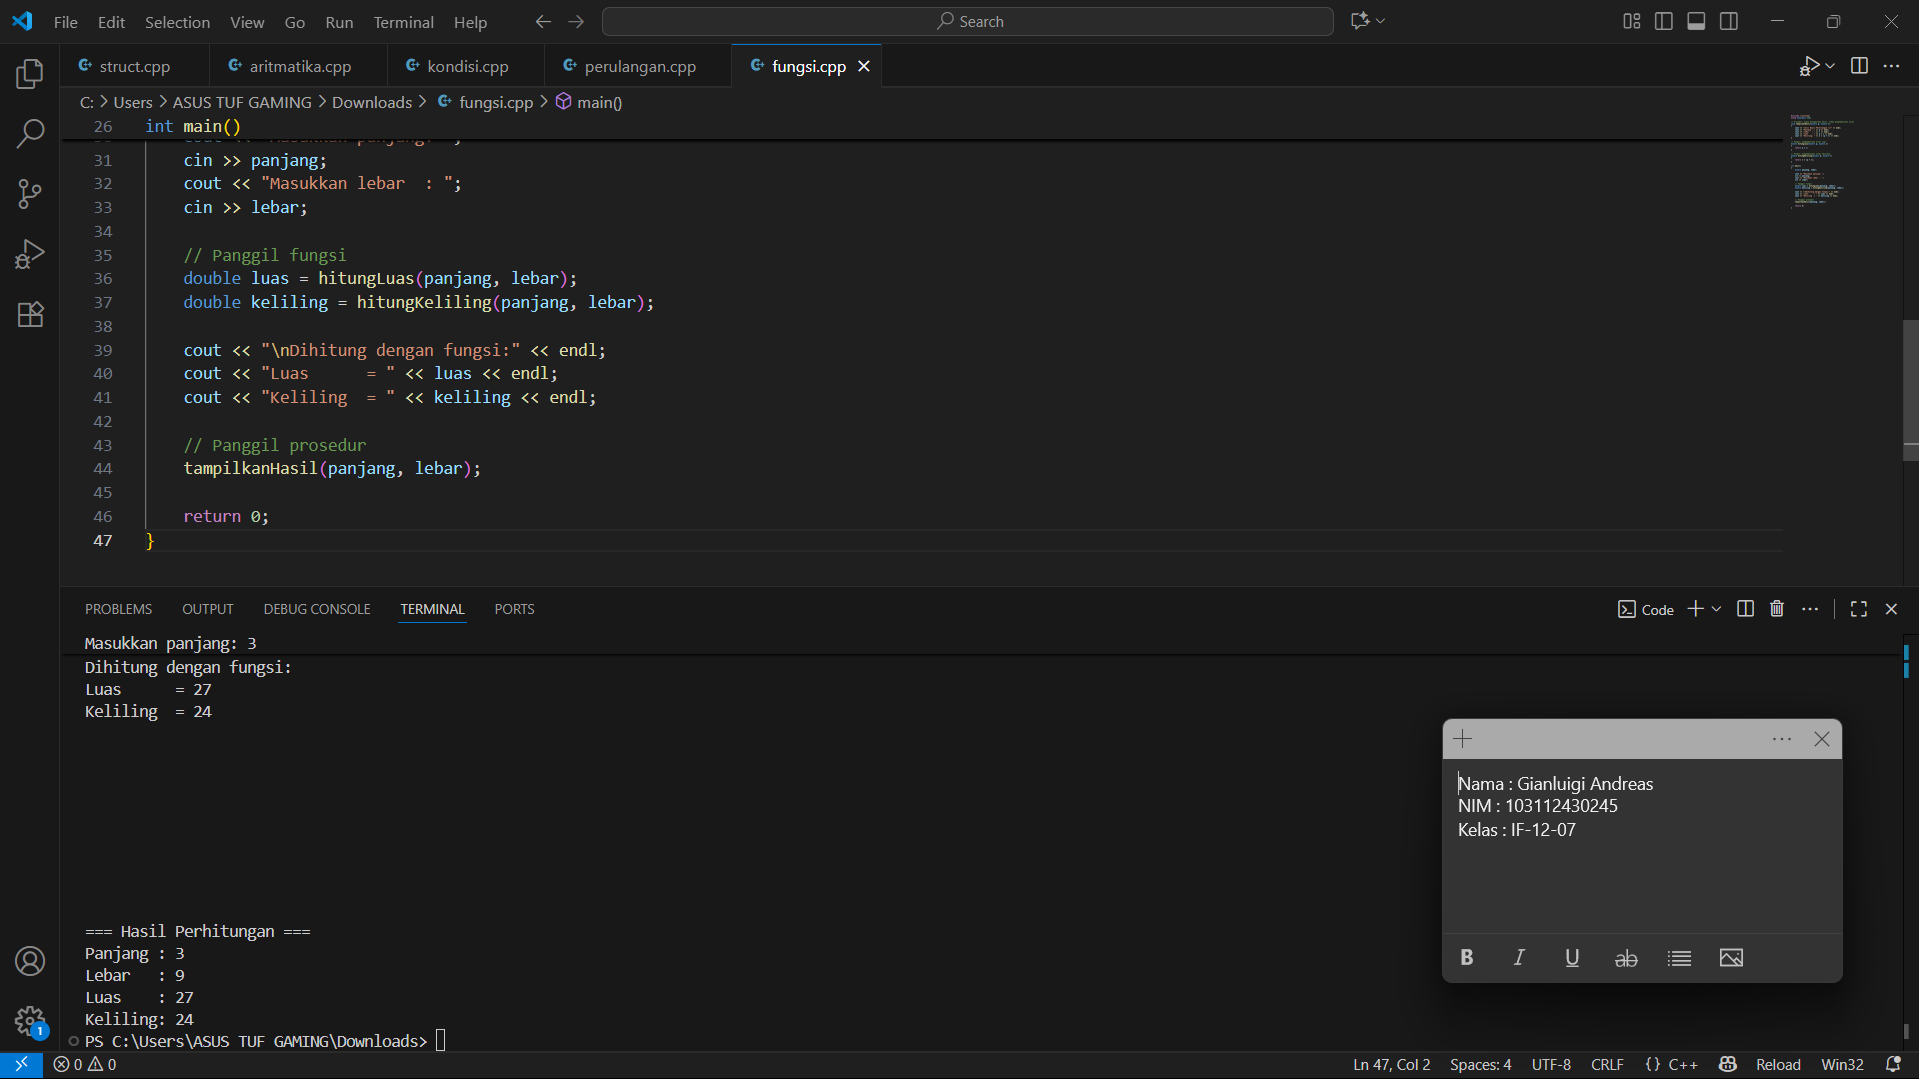 File Edit Selection View Go Run Terminal Help
Search
struct.cpp aritmatika.cpp kondisi.cpp perulangan.cpp fungsi.cpp
C: > Users > ASUS TUF GAMING > Downloads > fungsi.cpp > main()
26 int main()
31 cin >> panjang;
32 cout << "Masukkan lebar  : ";
33 cin >> lebar;
34
35 // Panggil fungsi
36 double luas = hitungLuas(panjang, lebar);
37 double keliling = hitungKeliling(panjang, lebar);
38
39 cout << "\nDihitung dengan fungsi:" << endl;
40 cout << "Luas      = " << luas << endl;
41 cout << "Keliling  = " << keliling << endl;
42
43 // Panggil prosedur
44 tampilkanHasil(panjang, lebar);
45
46 return 0;
47 }
PROBLEMS OUTPUT DEBUG CONSOLE TERMINAL PORTS
Code
Masukkan panjang: 3
Dihitung dengan fungsi:
Luas      = 27
Keliling  = 24
=== Hasil Perhitungan ===
Panjang : 3
Lebar   : 9
Luas    : 27
Keliling: 24
PS C:\Users\ASUS TUF GAMING\Downloads>
Nama : Gianluigi Andreas
NIM : 103112430245
Kelas : IF-12-07
B I U ab
1
0 0
Ln 47, Col 2 Spaces: 4 UTF-8 CRLF {} C++ Reload Win32